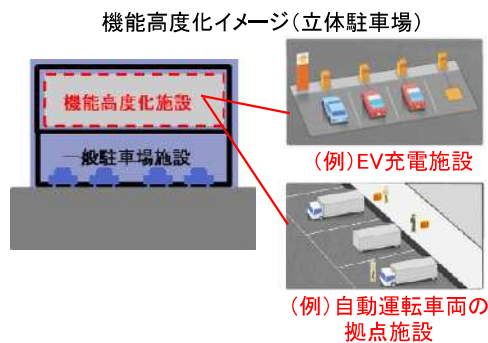 機能高度化イメージ（立体駐車場）
機能高度化施設
一般駐車場施設
（例）EV充電施設
（例）自動運転車両の
拠点施設